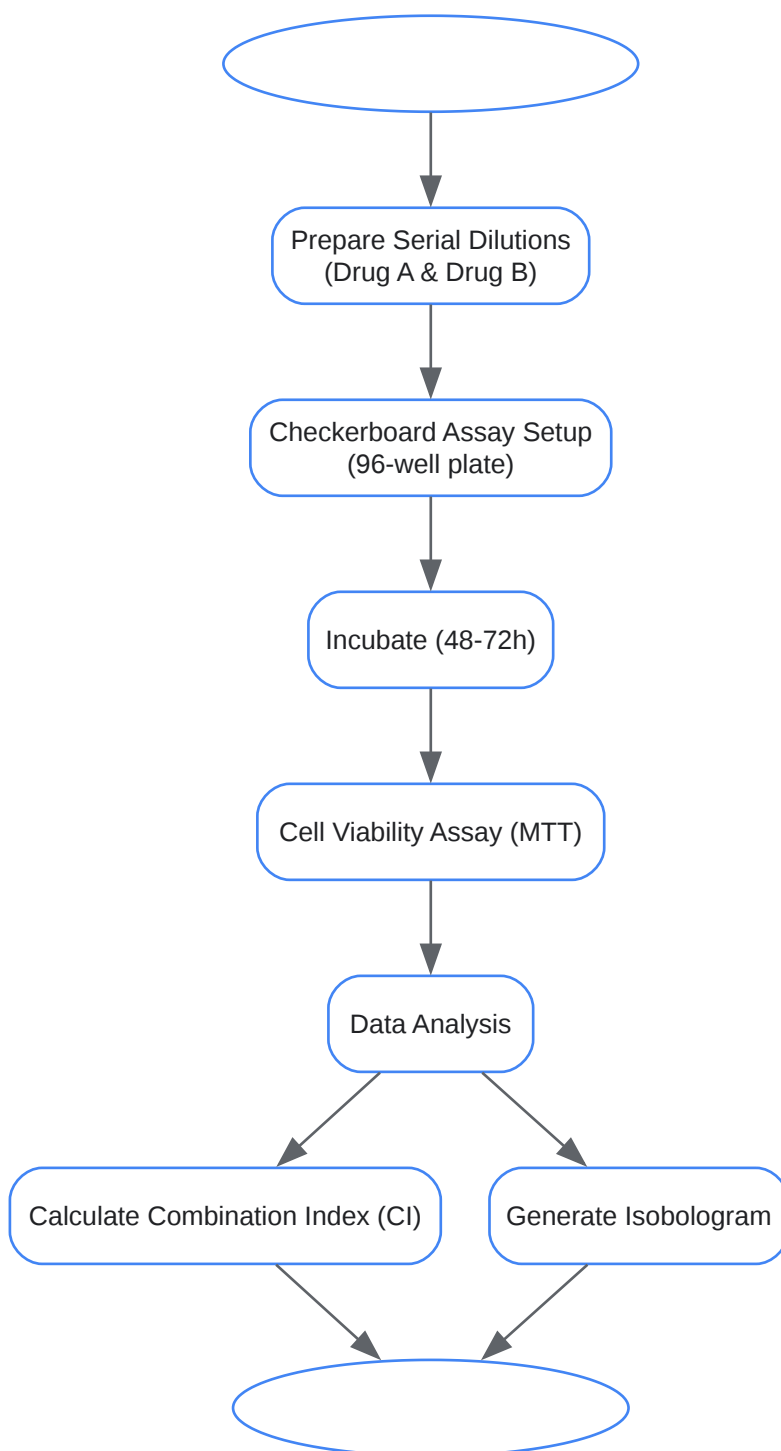 Prepare Serial Dilutions
(Drug A & Drug B)
Checkerboard Assay Setup
(96-well plate)
Incubate (48-72h)
Cell Viability Assay (MTT)
Data Analysis
Calculate Combination Index (CI)
Generate Isobologram